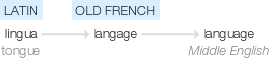 LATIN OLD FRENCH
lingua langage language
tongue Middle English